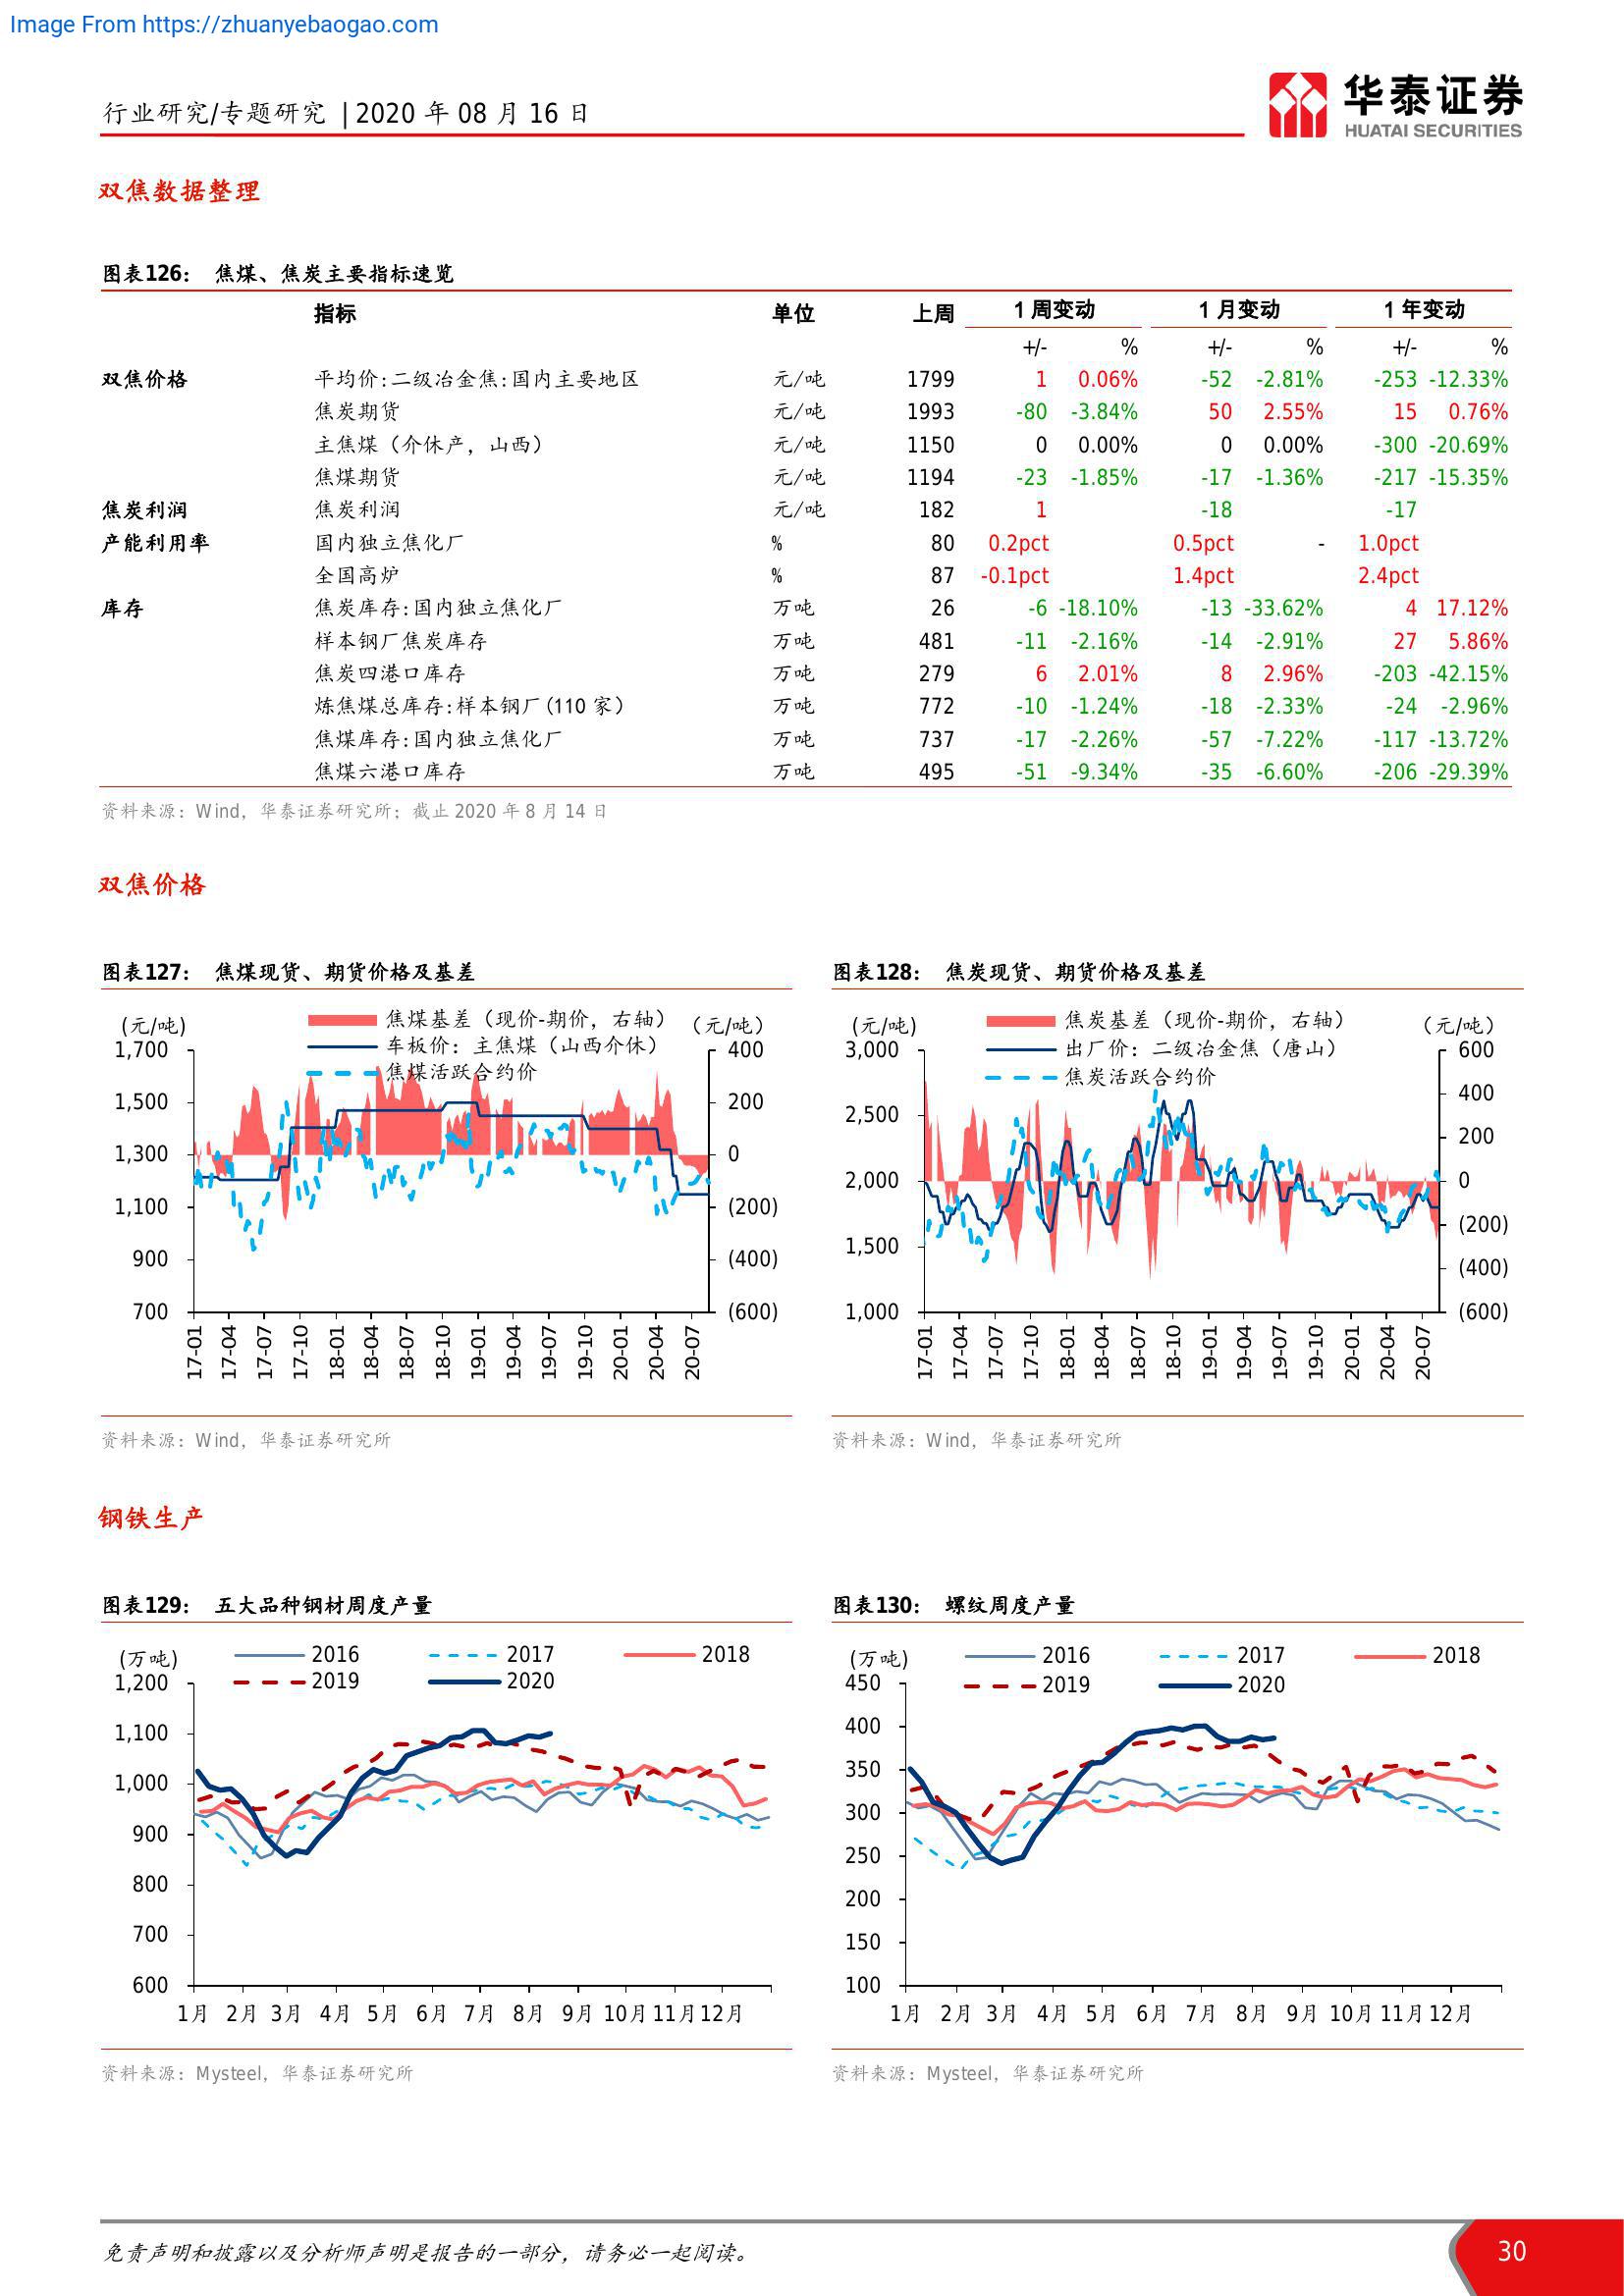 Image From https://zhuanyebaogao.com
行业研究/专题研究 | 2020 年 08 月 16 日
华泰证券
HUATAI SECURITIES
双焦数据整理
图表126： 焦煤、焦炭主要指标速览
指标 单位 上周 1 周变动 1 月变动 1 年变动
+/- % +/- % +/- %
双焦价格 平均价:二级冶金焦:国内主要地区 元/吨 1799 1 0.06% -52 -2.81% -253 -12.33%
焦炭期货 元/吨 1993 -80 -3.84% 50 2.55% 15 0.76%
主焦煤（介休产，山西） 元/吨 1150 0 0.00% 0 0.00% -300 -20.69%
焦煤期货 元/吨 1194 -23 -1.85% -17 -1.36% -217 -15.35%
焦炭利润 焦炭利润 元/吨 182 1 -18 -17
产能利用率 国内独立焦化厂 % 80 0.2pct 0.5pct - 1.0pct
全国高炉 % 87 -0.1pct 1.4pct 2.4pct
库存 焦炭库存:国内独立焦化厂 万吨 26 -6 -18.10% -13 -33.62% 4 17.12%
样本钢厂焦炭库存 万吨 481 -11 -2.16% -14 -2.91% 27 5.86%
焦炭四港口库存 万吨 279 6 2.01% 8 2.96% -203 -42.15%
炼焦煤总库存:样本钢厂(110 家） 万吨 772 -10 -1.24% -18 -2.33% -24 -2.96%
焦煤库存:国内独立焦化厂 万吨 737 -17 -2.26% -57 -7.22% -117 -13.72%
焦煤六港口库存 万吨 495 -51 -9.34% -35 -6.60% -206 -29.39%
资料来源：Wind，华泰证券研究所；截止 2020 年 8 月 14 日
双焦价格
图表127： 焦煤现货、期货价格及基差
(元/吨) 焦煤基差（现价-期价，右轴） （元/吨）
车板价：主焦煤（山西介休）
焦煤活跃合约价
1,700 400
1,500 200
1,300 0
1,100 (200)
900 (400)
700 (600)
17-01 17-04 17-07 17-10 18-01 18-04 18-07 18-10 19-01 19-04 19-07 19-10 20-01 20-04 20-07
资料来源：Wind，华泰证券研究所
图表128： 焦炭现货、期货价格及基差
(元/吨) 焦炭基差（现价-期价，右轴） （元/吨）
出厂价：二级冶金焦（唐山）
焦炭活跃合约价
3,000 600
400
2,500
200
2,000 0
(200)
1,500
(400)
1,000 (600)
17-01 17-04 17-07 17-10 18-01 18-04 18-07 18-10 19-01 19-04 19-07 19-10 20-01 20-04 20-07
资料来源：Wind，华泰证券研究所
钢铁生产
图表129： 五大品种钢材周度产量
(万吨) 2016 2017 2018
2019 2020
1,200
1,100
1,000
900
800
700
600
1月 2月 3月 4月 5月 6月 7月 8月 9月 10月 11月 12月
资料来源：Mysteel，华泰证券研究所
图表130： 螺纹周度产量
(万吨) 2016 2017 2018
2019 2020
450
400
350
300
250
200
150
100
1月 2月 3月 4月 5月 6月 7月 8月 9月 10月 11月 12月
资料来源：Mysteel，华泰证券研究所
免责声明和披露以及分析师声明是报告的一部分，请务必一起阅读。
30